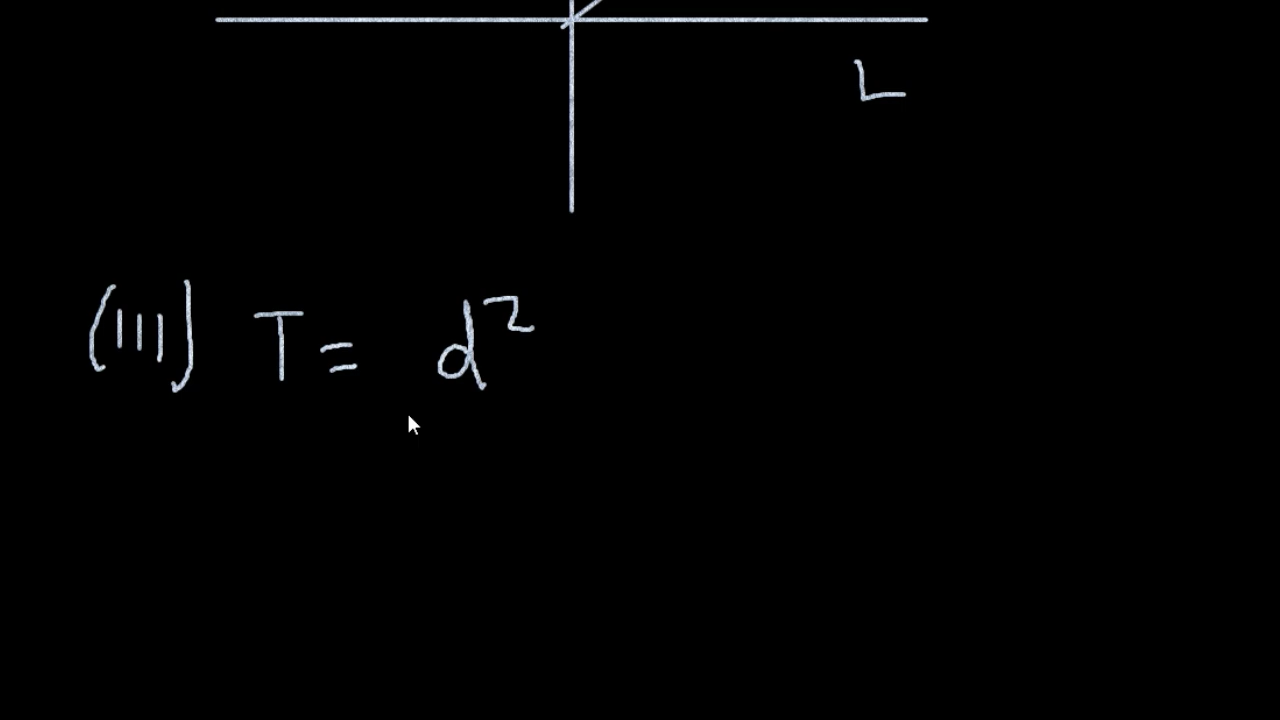 L
(III) T = d²